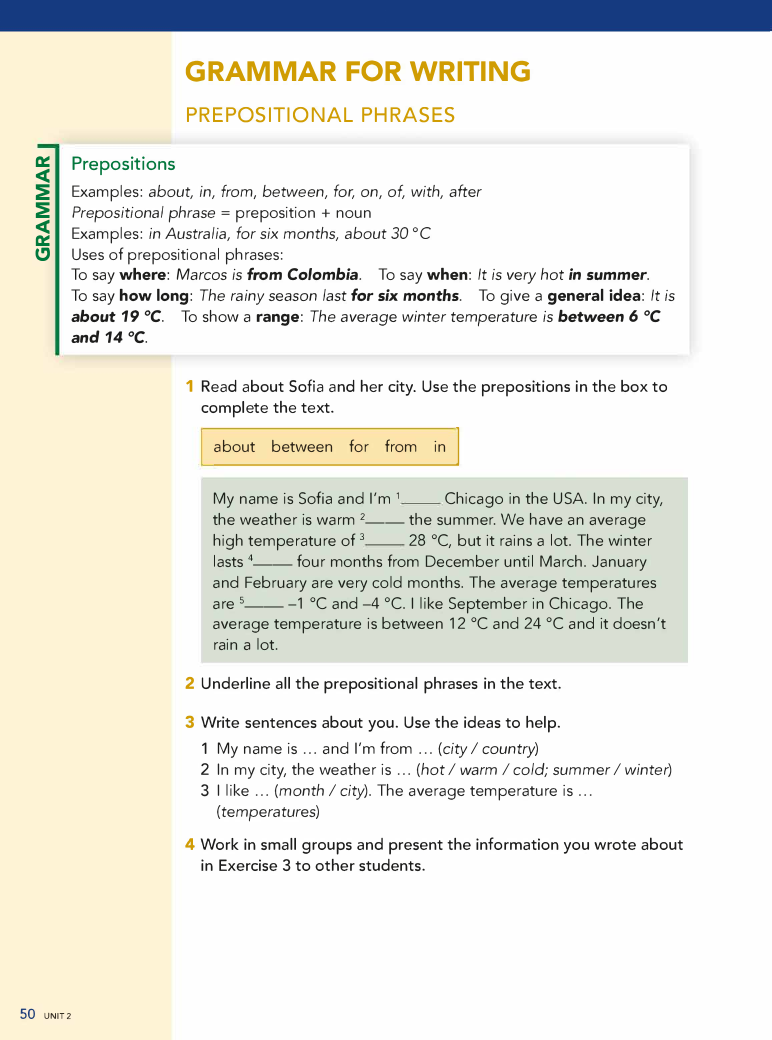 GRAMMAR FOR WRITING
PREPOSITIONAL PHRASES
GRAMMAR
Prepositions
Examples: about, in, from, between, for, on, of, with, after
Prepositional phrase = preposition + noun
Examples: in Australia, for six months, about 30 °C
Uses of prepositional phrases:
To say where: Marcos is from Colombia. To say when: It is very hot in summer.
To say how long: The rainy season last for six months. To give a general idea: It is
about 19 °C. To show a range: The average winter temperature is between 6 °C
and 14 °C.
1 Read about Sofia and her city. Use the prepositions in the box to
complete the text.
about between for from in
My name is Sofia and I'm 1_____ Chicago in the USA. In my city,
the weather is warm 2_____ the summer. We have an average
high temperature of 3_____ 28 °C, but it rains a lot. The winter
lasts 4_____ four months from December until March. January
and February are very cold months. The average temperatures
are 5_____ –1 °C and –4 °C. I like September in Chicago. The
average temperature is between 12 °C and 24 °C and it doesn't
rain a lot.
2 Underline all the prepositional phrases in the text.
3 Write sentences about you. Use the ideas to help.
1 My name is … and I'm from … (city / country)
2 In my city, the weather is … (hot / warm / cold; summer / winter)
3 I like … (month / city). The average temperature is …
(temperatures)
4 Work in small groups and present the information you wrote about
in Exercise 3 to other students.
50 UNIT 2